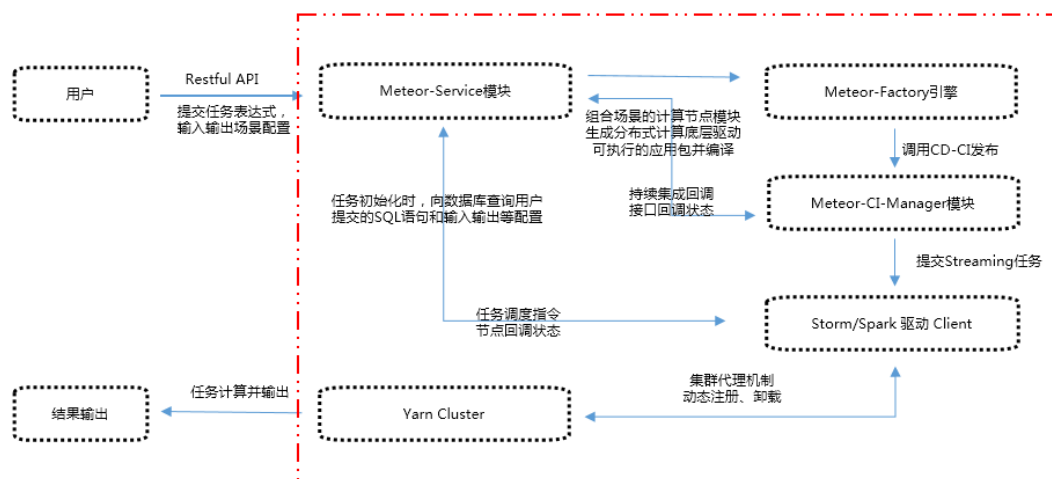 用户
Restful API
提交任务表达式，
输入输出场景配置
Meteor-Service模块
Meteor-Factory引擎
组合场景的计算节点模块
生成分布式计算底层驱动
可执行的应用包并编译
调用CD-CI发布
任务初始化时，向数据库查询用户
提交的SQL语句和输入输出等配置
持续集成回调
接口回调状态
Meteor-CI-Manager模块
提交Streaming任务
任务调度指令
节点回调状态
Storm/Spark 驱动 Client
集群代理机制
动态注册、卸载
结果输出
任务计算并输出
Yarn Cluster